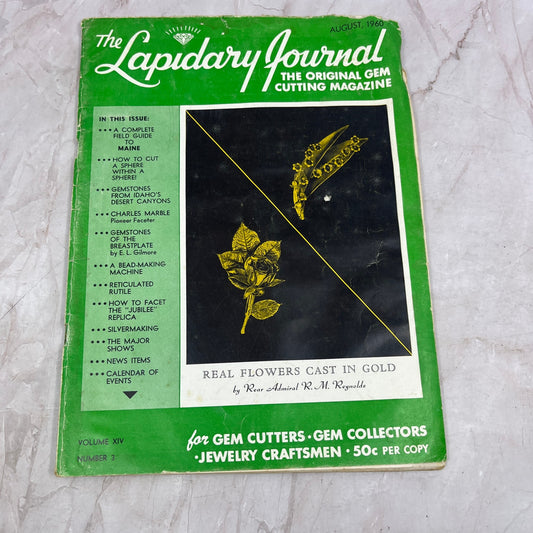 AUGUST, 1960
The Lapidary Journal
THE ORIGINAL GEM
CUTTING MAGAZINE
IN THIS ISSUE:
••• A COMPLETE
FIELD GUIDE
TO
MAINE
••• HOW TO CUT
A SPHERE
WITHIN A
SPHERE!
••• GEMSTONES
FROM IDAHO'S
DESERT CANYONS
••• CHARLES MARBLE
Pioneer Faceter
••• GEMSTONES
OF THE
BREASTPLATE
by E. L. Gilmore
••• A BEAD-MAKING
MACHINE
••• RETICULATED
RUTILE
••• HOW TO FACET
THE "JUBILEE"
REPLICA
••• SILVERMAKING
••• THE MAJOR
SHOWS
••• NEWS ITEMS
••• CALENDAR OF
EVENTS
REAL FLOWERS CAST IN GOLD
by Rear Admiral R. M. Reynolds
VOLUME XIV
NUMBER 3
for GEM CUTTERS • GEM COLLECTORS
• JEWELRY CRAFTSMEN • 50c PER COPY